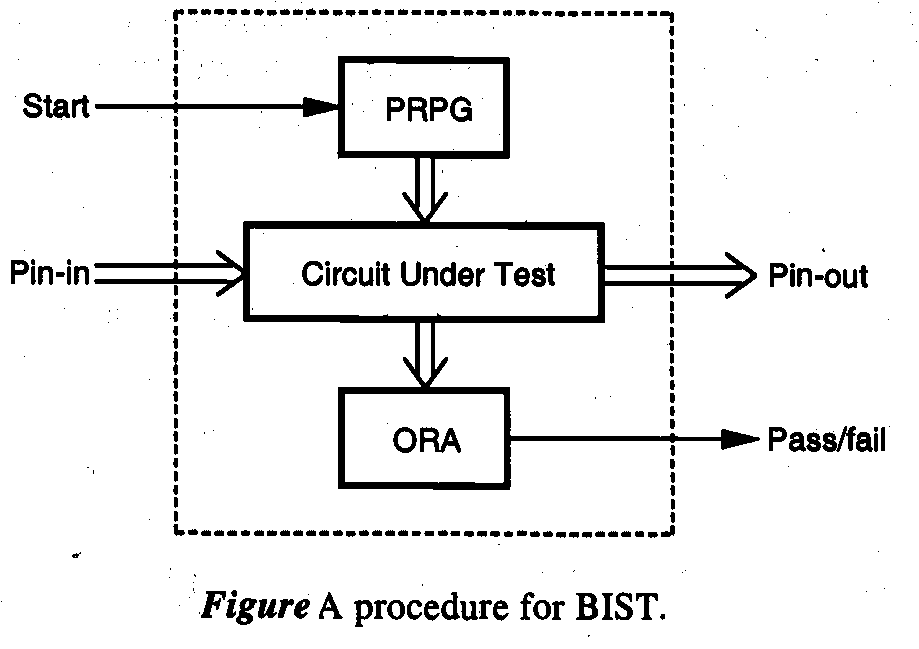 Start
PRPG
Pin-in
Circuit Under Test
Pin-out
ORA
Pass/fail
Figure A procedure for BIST.